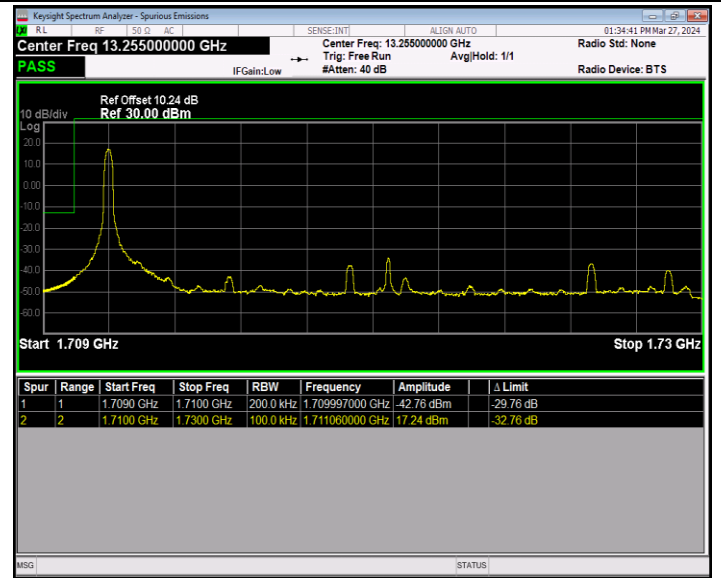 Keysight Spectrum Analyzer - Spurious Emissions
RL RF 50 Ω AC SENSE:INT ALIGN AUTO 01:34:41 PM Mar 27, 2024
Center Freq 13.255000000 GHz Center Freq: 13.255000000 GHz Radio Std: None
Trig: Free Run Avg|Hold: 1/1
PASS IFGain:Low #Atten: 40 dB Radio Device: BTS
Ref Offset 10.24 dB
10 dB/div Ref 30.00 dBm
Log
20.0
10.0
0.00
-10.0
-20.0
-30.0
-40.0
-50.0
-60.0
Start 1.709 GHz Stop 1.73 GHz
Spur Range Start Freq Stop Freq RBW Frequency Amplitude Δ Limit
1 1 1.7090 GHz 1.7100 GHz 200.0 kHz 1.709997000 GHz -42.76 dBm -29.76 dB
2 2 1.7100 GHz 1.7300 GHz 100.0 kHz 1.711060000 GHz 17.24 dBm -32.76 dB
MSG STATUS